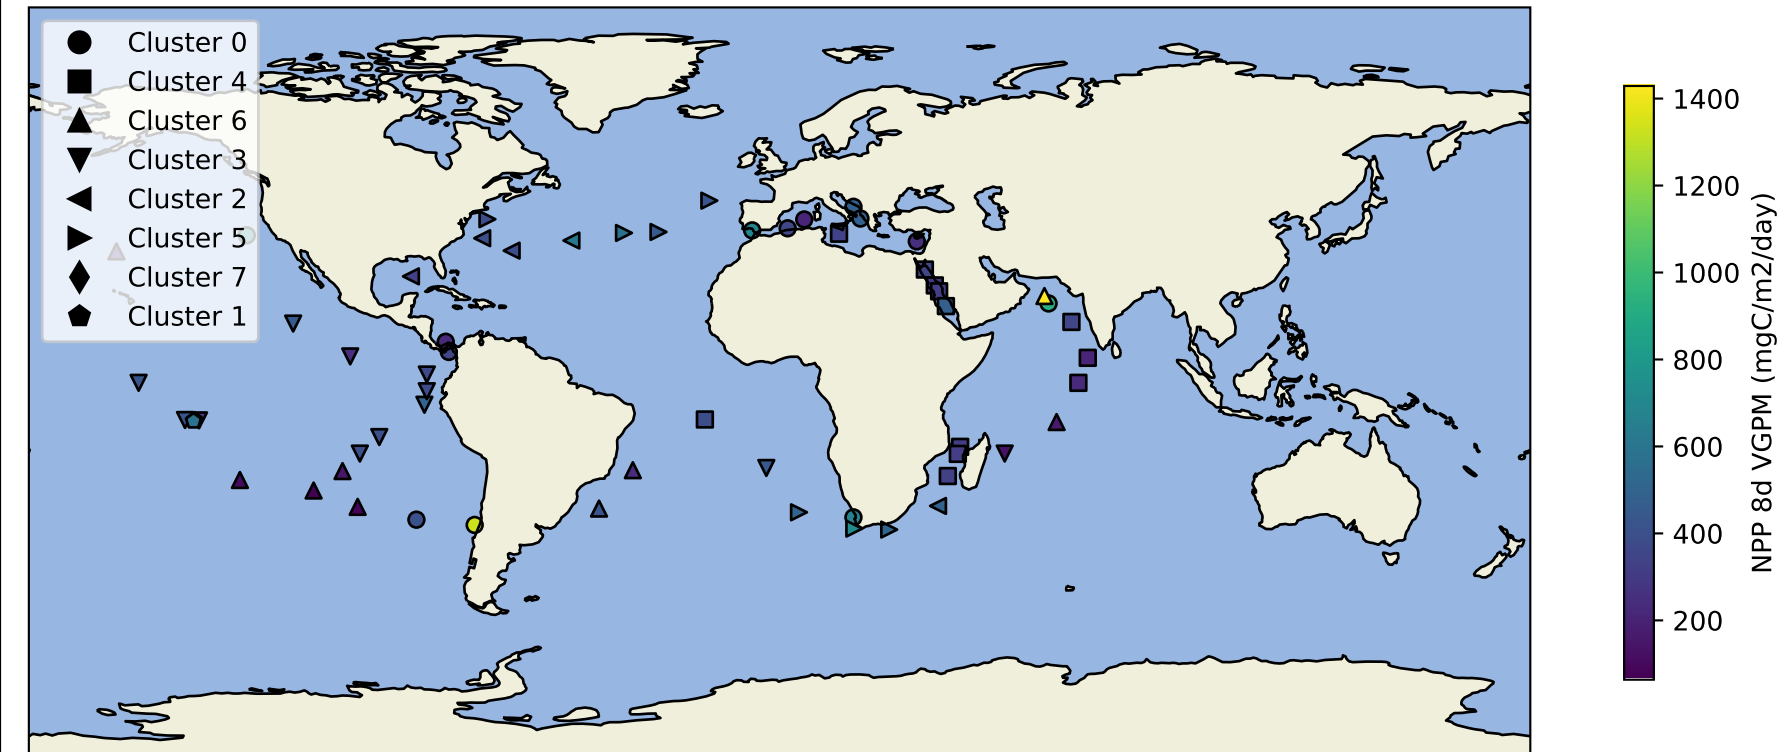 Cluster 0
Cluster 4
Cluster 6
Cluster 3
Cluster 2
Cluster 5
Cluster 7
Cluster 1
1400
1200
1000
800
600
400
200
NPP 8d VGPM (mgC/m2/day)